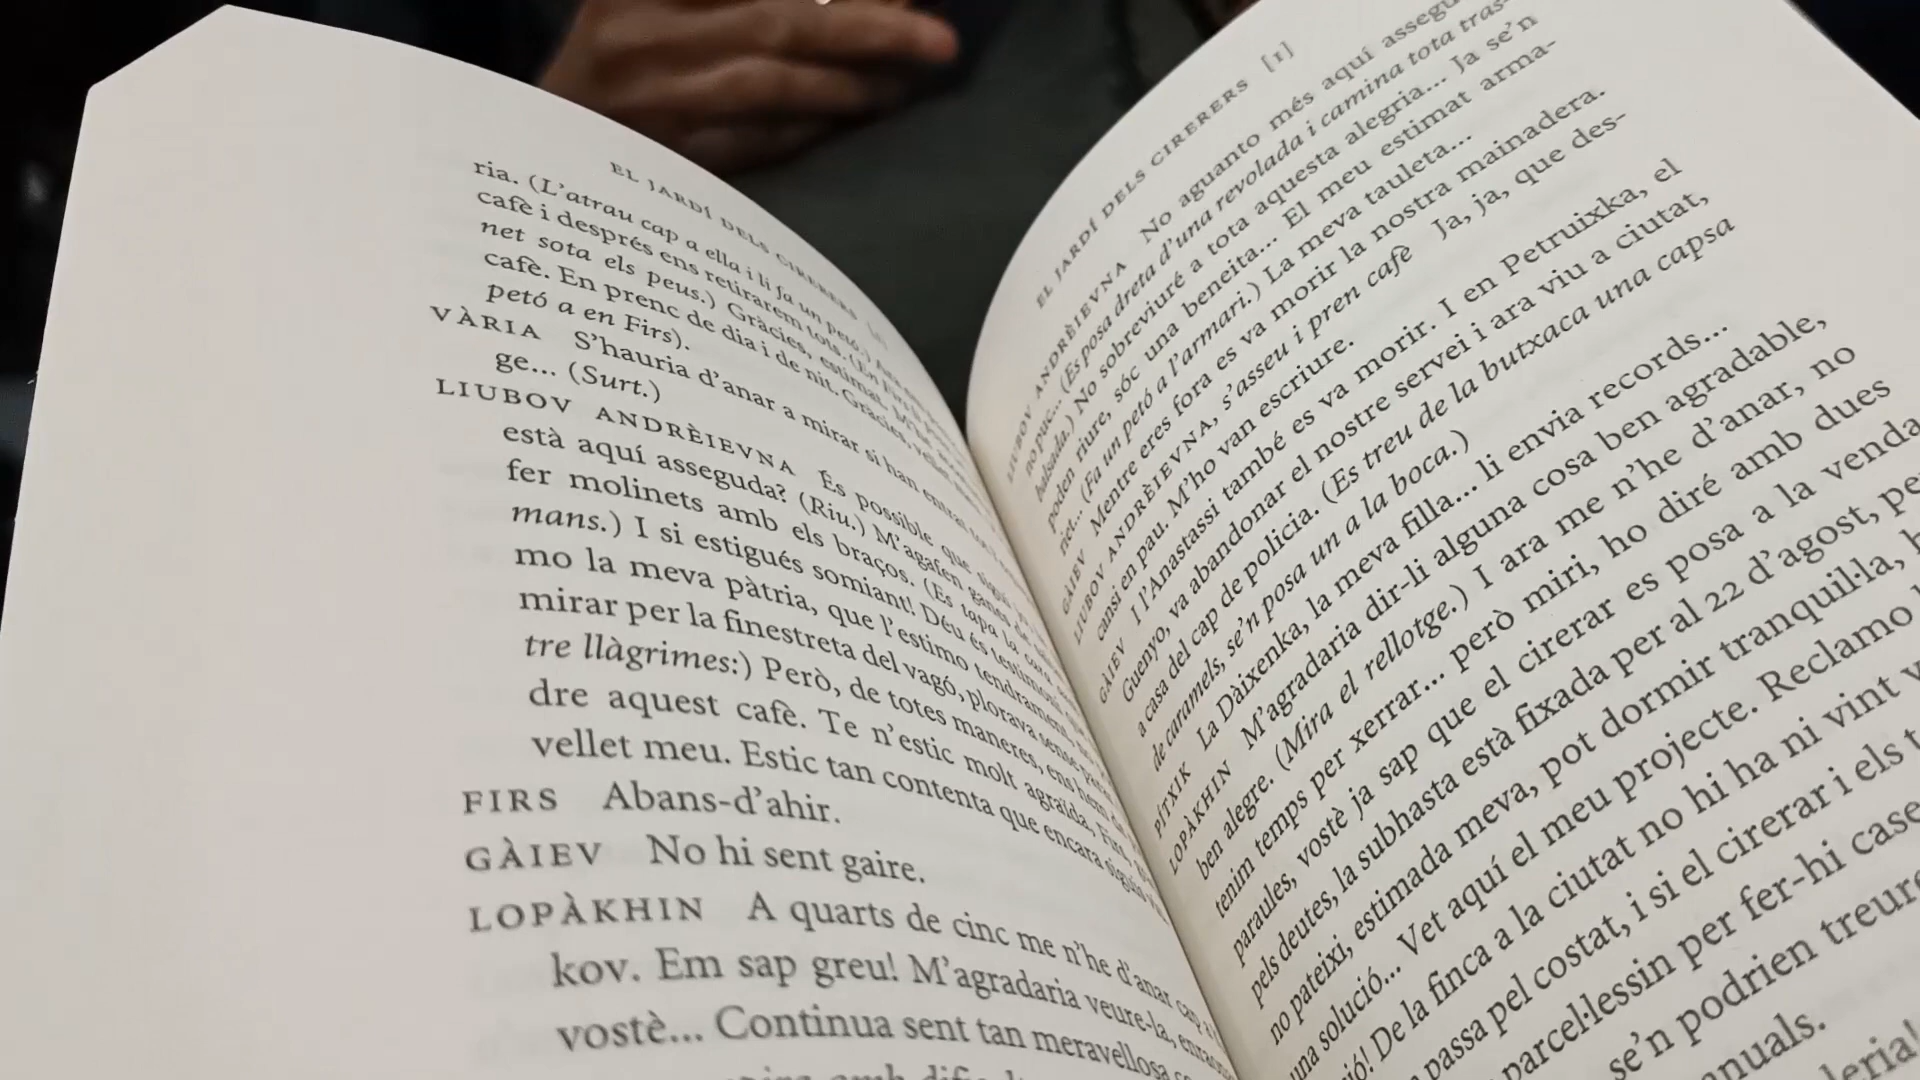 EL JARDÍ DELS CIRERERS
ria. (L'atrau cap a ella i li fa un petó.)
cafè i després ens retirarem tots. (En Firs
net sota els peus.) Gràcies, estimat.
cafè. En prenc de dia i de nit. Gràcies, vellet
petó a en Firs).
VÀRIA S'hauria d'anar a mirar si han entrat
ge... (Surt.)
LIUBOV ANDRÈIEVNA És possible que sigui
està aquí asseguda? (Riu.) M'agafen ganes de
fer molinets amb els braços. (Es tapa la cara
mans.) I si estigués somiant! Déu és testimoni
mo la meva pàtria, que l'estimo tendrament,
mirar per la finestreta del vagó, plorava sense
tre llàgrimes:) Però, de totes maneres, ens hem de
dre aquest cafè. Te n'estic molt agraïda, Firs,
vellet meu. Estic tan contenta que encara siguis
FIRS Abans-d'ahir.
GÀIEV No hi sent gaire.
LOPÀKHIN A quarts de cinc me n'he d'anar cap a
kov. Em sap greu! M'agradaria veure-la, enraonar
vostè... Continua sent tan meravellosa
EL JARDÍ DELS CIRERERS [1]
LIUBOV ANDRÈIEVNA No aguanto més aquí
no puc... (Es posa dreta d'una revolada i camina tota tras-
balsada.) No sobreviuré a tota aquesta alegria... Ja se'n
poden riure, sóc una beneita... El meu estimat arma-
riet... (Fa un petó a l'armari.) La meva tauleta...
GÀIEV Mentre eres fora es va morir la nostra mainadera.
LIUBOV ANDRÈIEVNA, s'asseu i pren cafè Ja, ja, que des-
cansi en pau. M'ho van escriure.
GÀIEV I l'Anastassi també es va morir. I en Petruixka, el
Guenyo, va abandonar el nostre servei i ara viu a ciutat,
a casa del cap de policia. (Es treu de la butxaca una capsa
de caramels, se'n posa un a la boca.)
PÍTXIK La Dàixenka, la meva filla... li envia records...
LOPÀKHIN M'agradaria dir-li alguna cosa ben agradable,
ben alegre. (Mira el rellotge.) I ara me n'he d'anar, no
tenim temps per xerrar... però miri, ho diré amb dues
paraules, vostè ja sap que el cirerar es posa a la venda
pels deutes, la subhasta està fixada per al 22 d'agost,
no pateixi, estimada meva, pot dormir tranquil·la,
una solució... Vet aquí el meu projecte. Reclamo
De la finca a la ciutat no hi ha ni vint
passa pel costat, i si el cirerar i els
parcel·lessin per fer-hi
se'n podrien